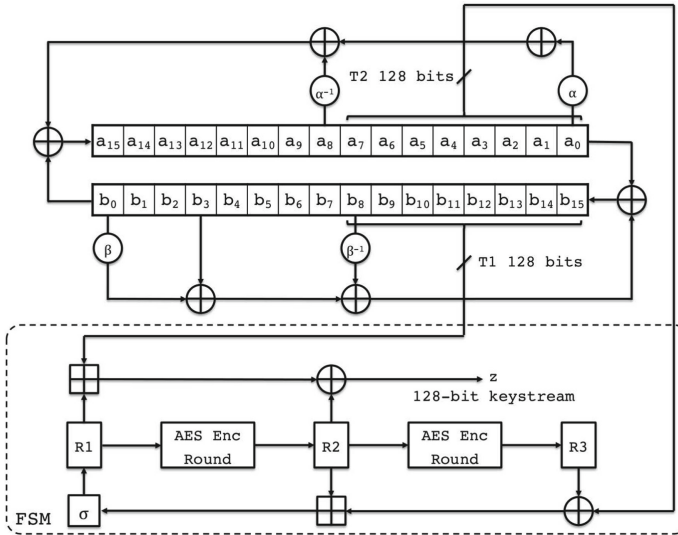 T2 128 bits
α⁻¹
α
a₁₅ a₁₄ a₁₃ a₁₂ a₁₁ a₁₀ a₉ a₈ a₇ a₆ a₅ a₄ a₃ a₂ a₁ a₀
b₀ b₁ b₂ b₃ b₄ b₅ b₆ b₇ b₈ b₉ b₁₀ b₁₁ b₁₂ b₁₃ b₁₄ b₁₅
β
β⁻¹
T1 128 bits
z
128-bit keystream
R1
AES Enc
Round
R2
AES Enc
Round
R3
FSM
σ